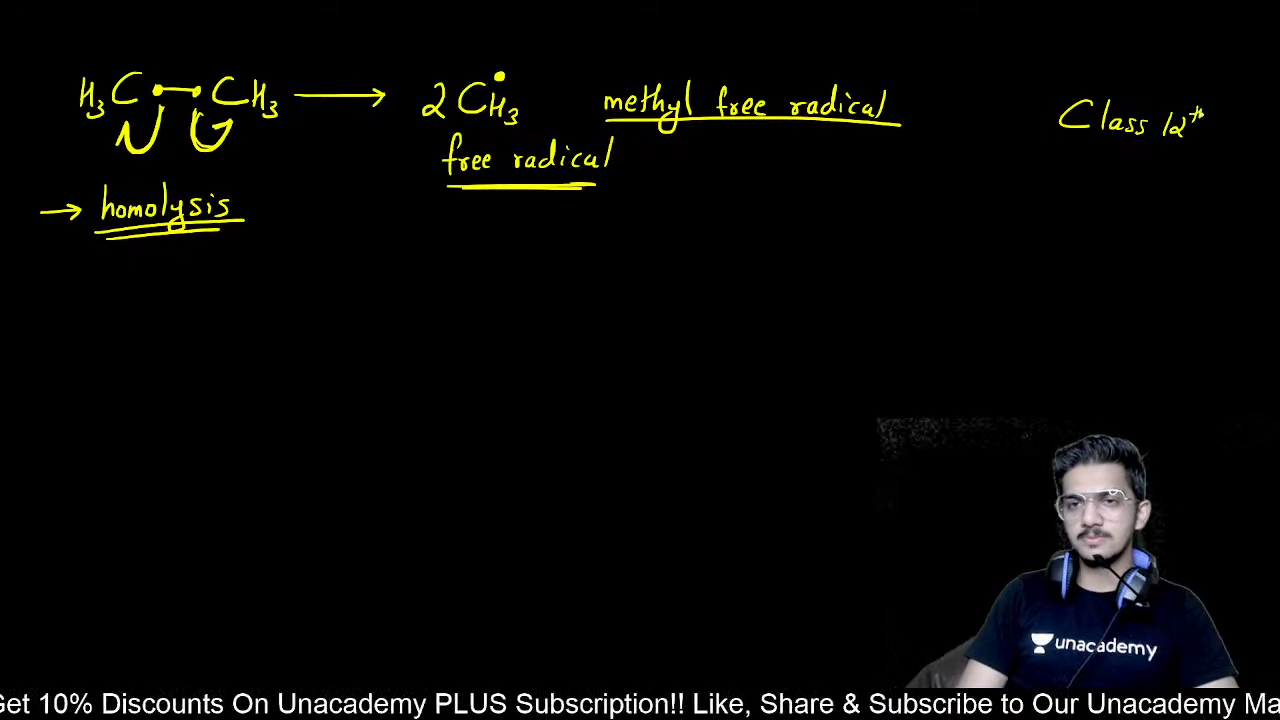 H₃C—CH₃ ⟶ 2ĊH₃ methyl free radical
Class 12th
free radical
→ homolysis
unacademy
Get 10% Discounts On Unacademy PLUS Subscription!! Like, Share & Subscribe to Our Unacademy Ma